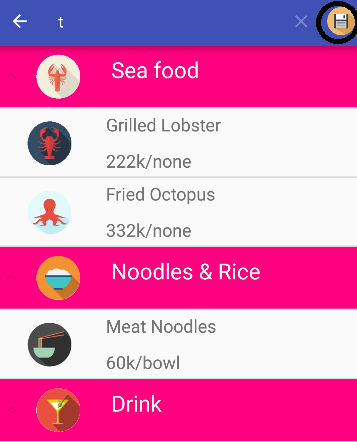 t
Sea food
Grilled Lobster
222k/none
Fried Octopus
332k/none
Noodles & Rice
Meat Noodles
60k/bowl
Drink